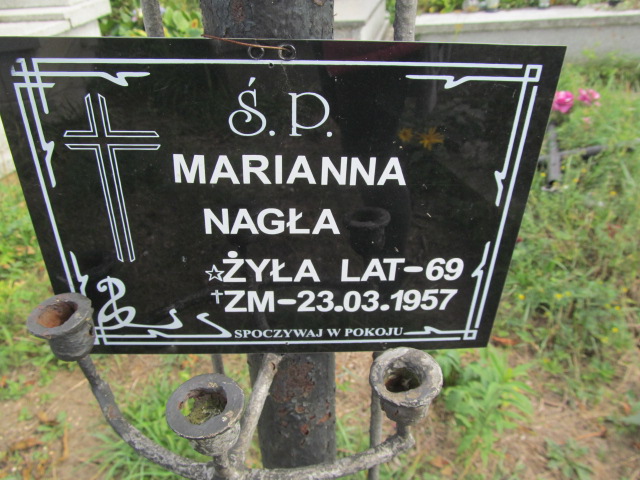 Ś.P.
MARIANNA
NAGŁA
☆ŻYŁA LAT-69
†ZM-23.03.1957
SPOCZYWAJ W POKOJU